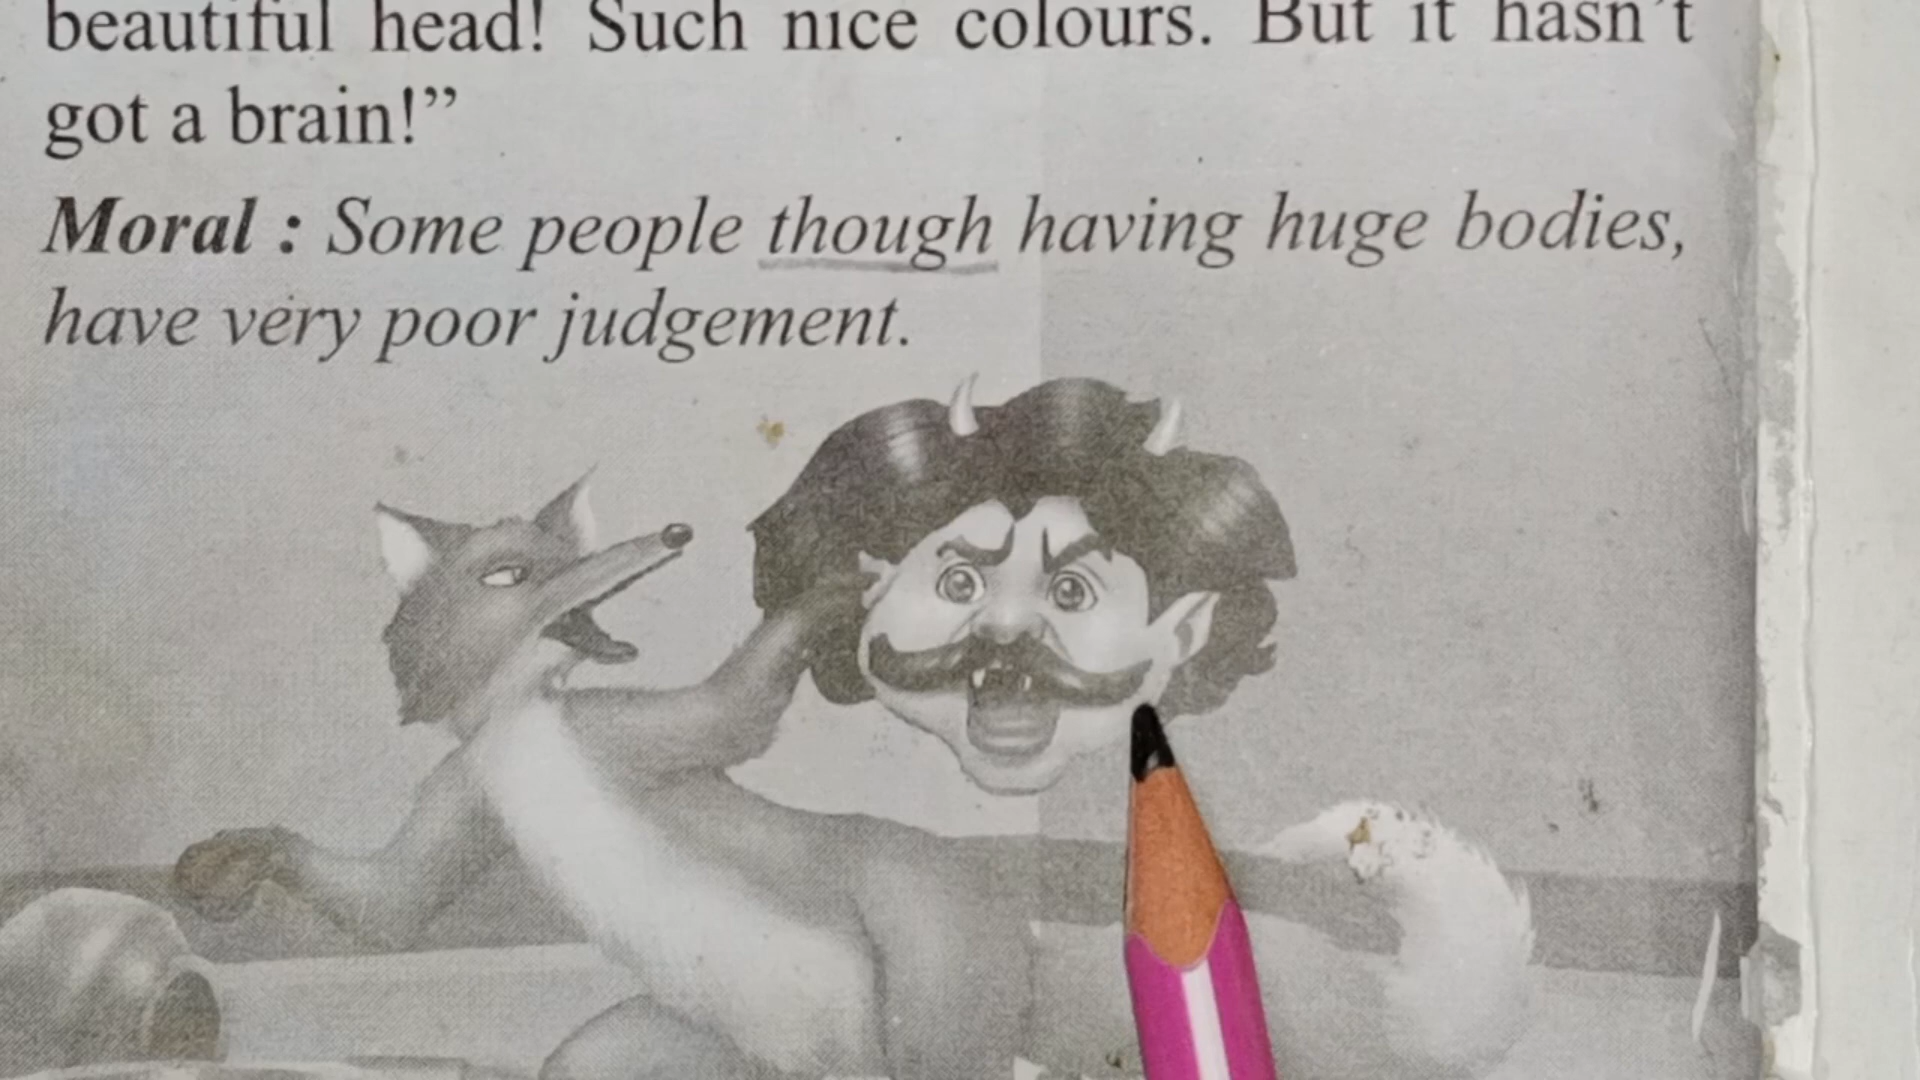 beautiful head! Such nice colours. But it hasn't
got a brain!”
Moral : Some people though having huge bodies,
have very poor judgement.